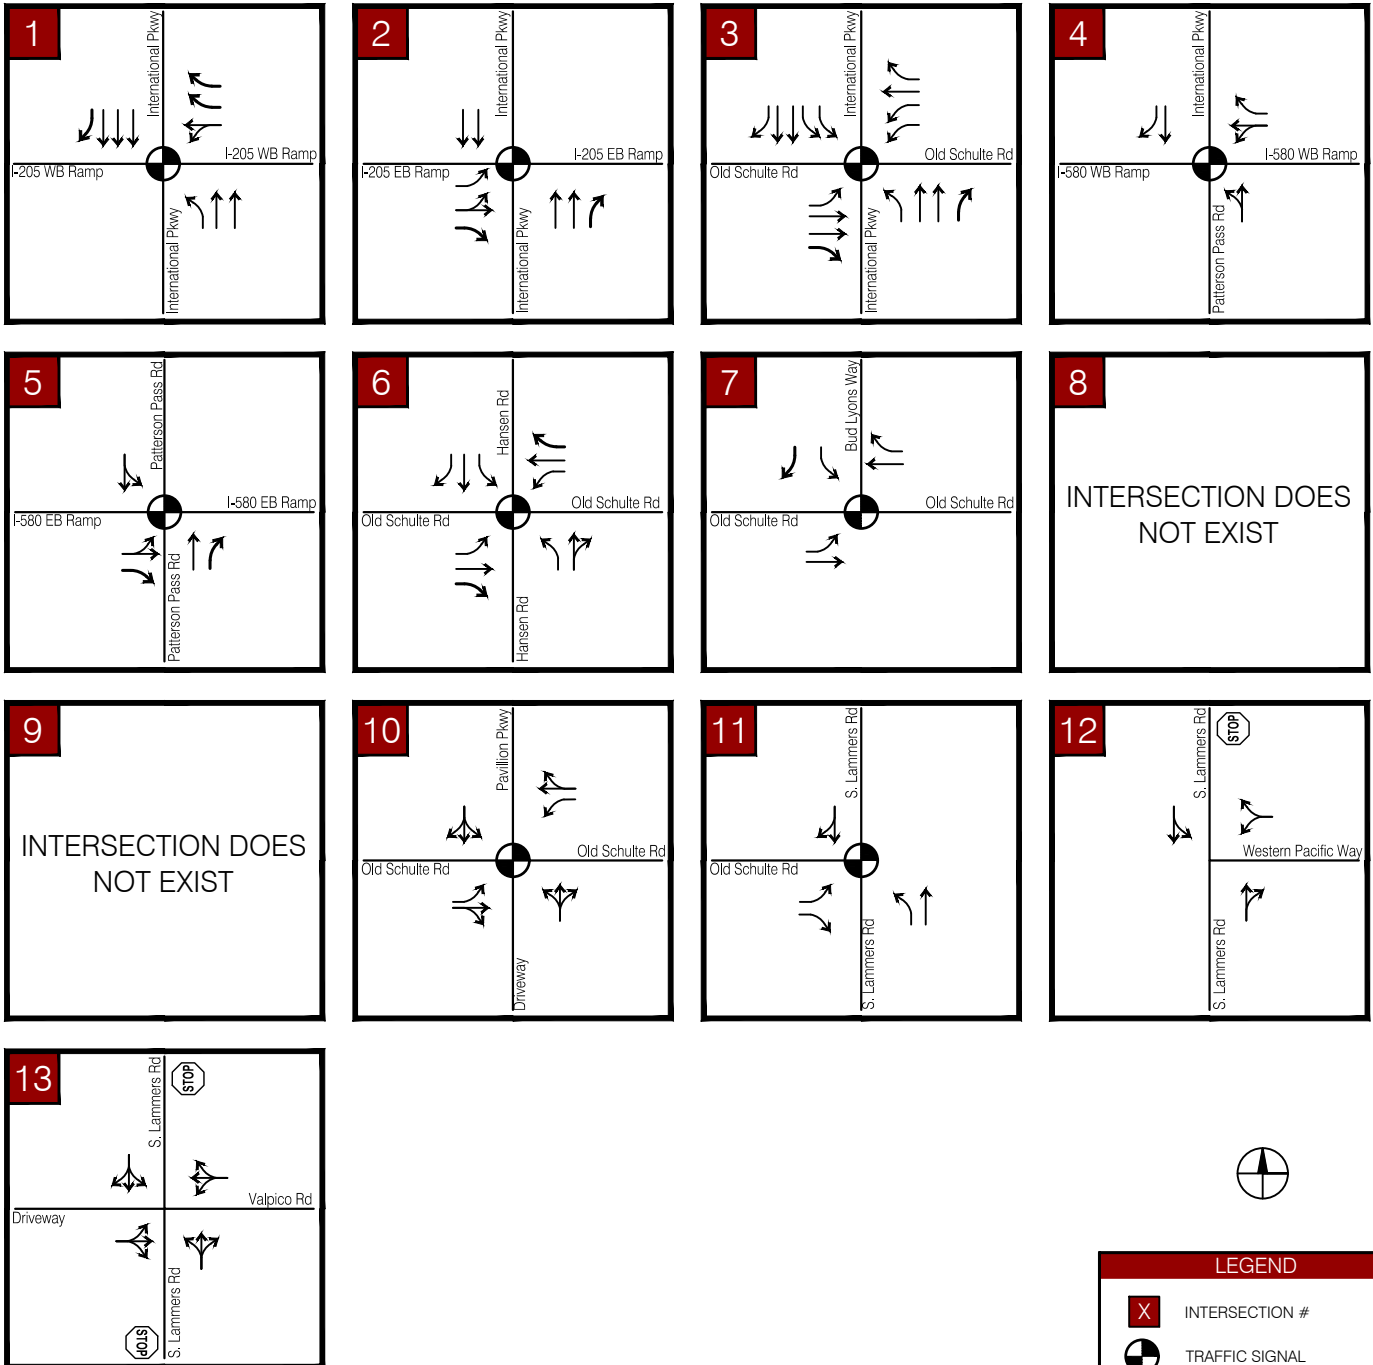 1
International Pkwy
I-205 WB Ramp
I-205 WB Ramp
International Pkwy
2
International Pkwy
I-205 EB Ramp
I-205 EB Ramp
International Pkwy
3
International Pkwy
Old Schulte Rd
Old Schulte Rd
International Pkwy
4
International Pkwy
I-580 WB Ramp
I-580 WB Ramp
Patterson Pass Rd
5
Patterson Pass Rd
I-580 EB Ramp
I-580 EB Ramp
Patterson Pass Rd
6
Hansen Rd
Old Schulte Rd
Old Schulte Rd
Hansen Rd
7
Bud Lyons Way
Old Schulte Rd
Old Schulte Rd
8
INTERSECTION DOES
NOT EXIST
9
INTERSECTION DOES
NOT EXIST
10
Pavillion Pkwy
Old Schulte Rd
Old Schulte Rd
Driveway
11
S. Lammers Rd
Old Schulte Rd
S. Lammers Rd
12
S. Lammers Rd
STOP
Western Pacific Way
S. Lammers Rd
13
S. Lammers Rd
STOP
Valpico Rd
Driveway
S. Lammers Rd
STOP
LEGEND
X
INTERSECTION #
TRAFFIC SIGNAL